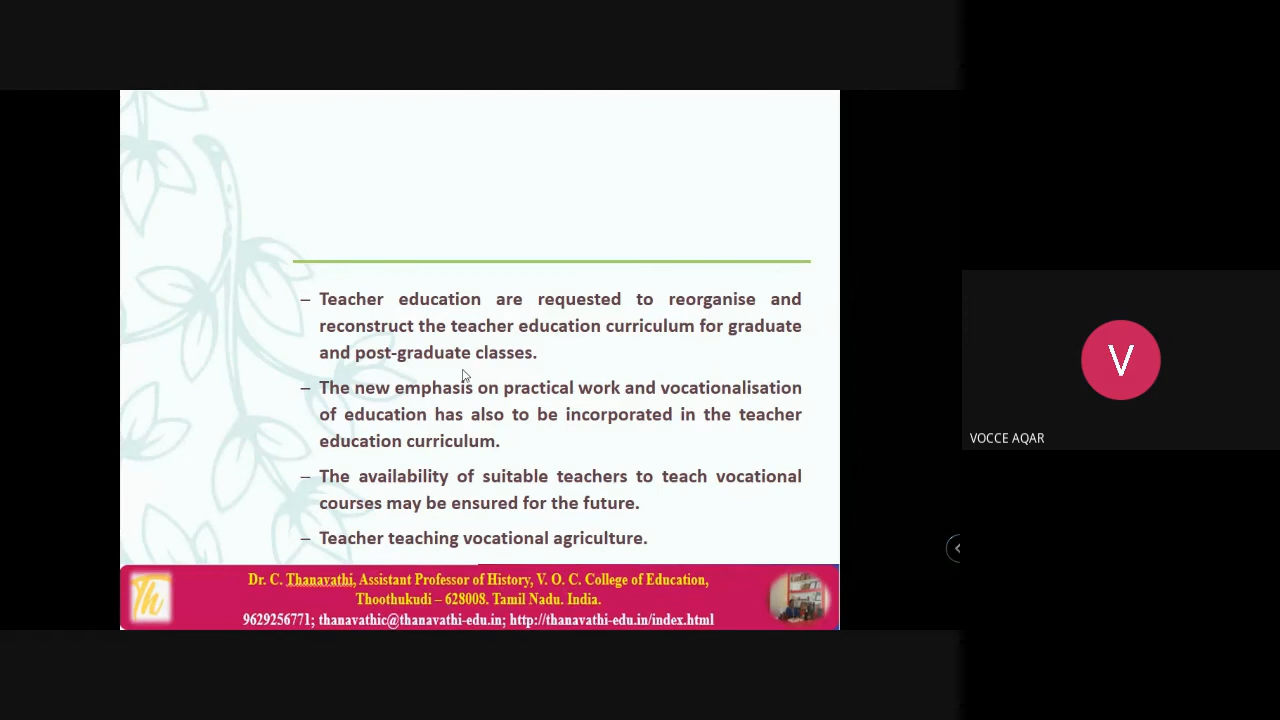 – Teacher education are requested to reorganise and
reconstruct the teacher education curriculum for graduate
and post-graduate classes.
– The new emphasis on practical work and vocationalisation
of education has also to be incorporated in the teacher
education curriculum.
– The availability of suitable teachers to teach vocational
courses may be ensured for the future.
– Teacher teaching vocational agriculture.
Th
Dr. C. Thanavathi, Assistant Professor of History, V. O. C. College of Education,
Thoothukudi – 628008. Tamil Nadu. India.
9629256771; thanavathic@thanavathi-edu.in; http://thanavathi-edu.in/index.html
V
VOCCE AQAR